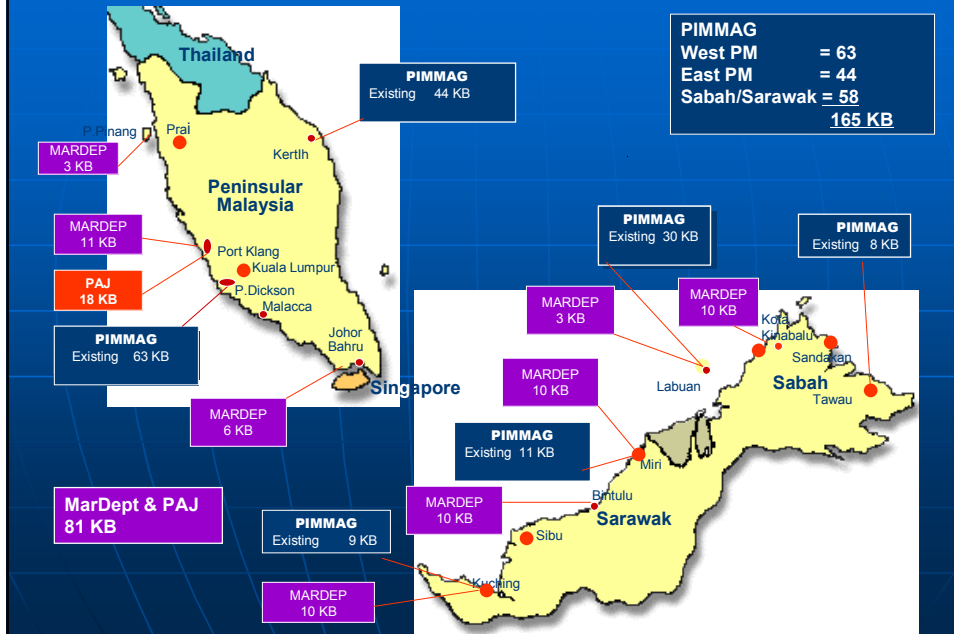 PIMMAG
West PM = 63
East PM = 44
Sabah/Sarawak = 58
165 KB
Thailand
PIMMAG
Existing 44 KB
P.Pinang
Prai
Kertlh
MARDEP
3 KB
Peninsular
Malaysia
MARDEP
11 KB
Port Klang
Kuala Lumpur
PAJ
18 KB
P.Dickson
Malacca
PIMMAG
Existing 63 KB
Johor
Bahru
Singapore
MARDEP
6 KB
PIMMAG
Existing 30 KB
PIMMAG
Existing 8 KB
MARDEP
3 KB
MARDEP
10 KB
Kota
Kinabalu
Sandakan
Labuan
Sabah
Tawau
MARDEP
10 KB
PIMMAG
Existing 11 KB
Miri
MARDEP
10 KB
Bintulu
Sarawak
MarDept & PAJ
81 KB
PIMMAG
Existing 9 KB
Sibu
Kuching
MARDEP
10 KB